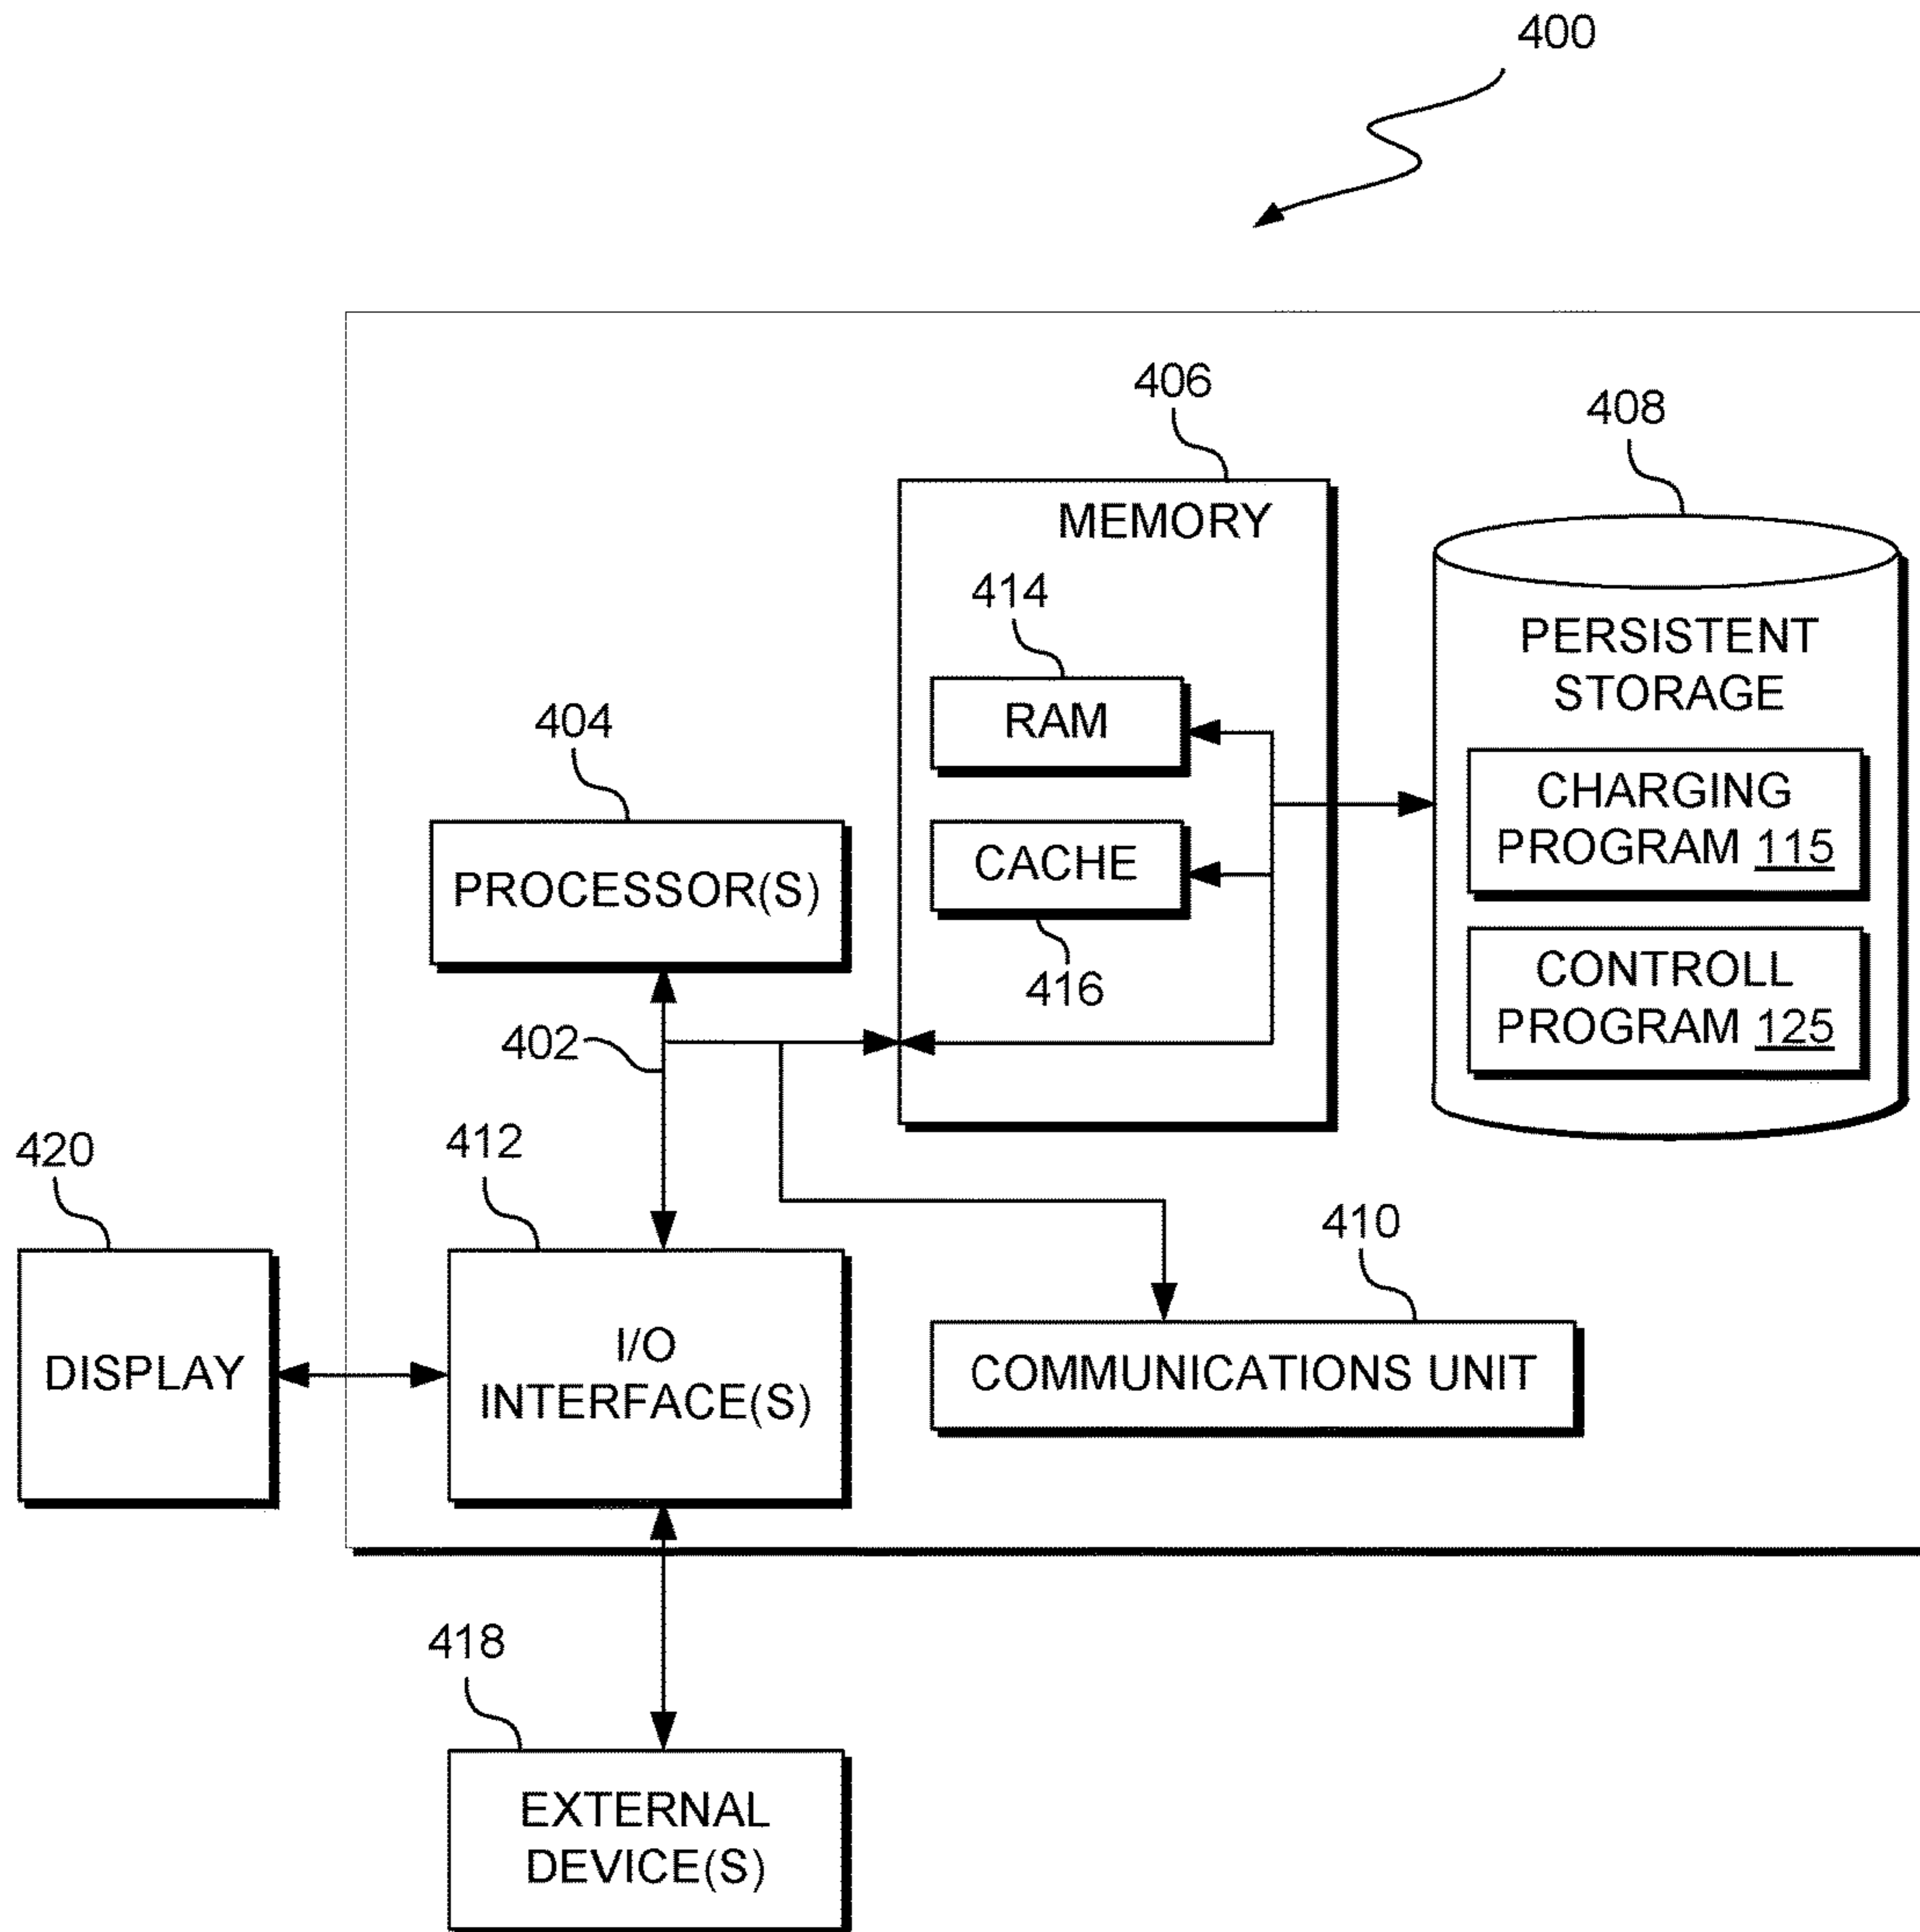 400
406
408
MEMORY
414
PERSISTENT
STORAGE
RAM
404
CHARGING
PROGRAM 115
CACHE
PROCESSOR(S)
416
CONTROLL
PROGRAM 125
402
420
412
410
DISPLAY
I/O
INTERFACE(S)
COMMUNICATIONS UNIT
418
EXTERNAL
DEVICE(S)